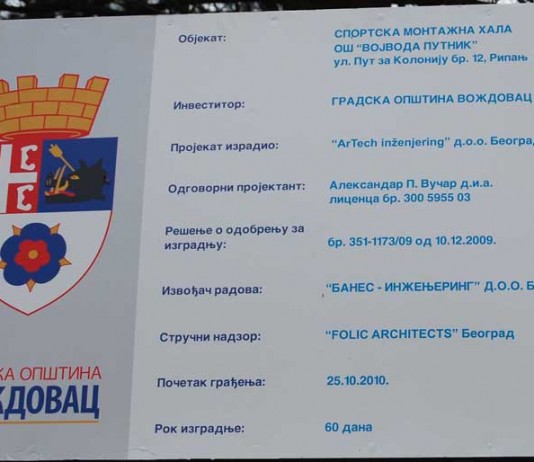 Објекат: СПОРТСКА МОНТАЖНА ХАЛА
ОШ "ВОЈВОДА ПУТНИК"
ул. Пут за Колонију бр. 12, Рипањ
Инвеститор: ГРАДСКА ОПШТИНА ВОЖДОВАЦ
Пројекат израдио: "ArTech inženjering" д.о.о. Београд
Одговорни пројектант: Александар П. Вучар д.и.а.
лиценца бр. 300 5955 03
Решење о одобрењу за
изградњу: бр. 351-1173/09 од 10.12.2009.
Извођач радова: "БАНЕС - ИНЖЕЊЕРИНГ" Д.О.О. Б
Стручни надзор: "FOLIC ARCHITECTS" Београд
Почетак грађења: 25.10.2010.
Рок изградње: 60 дана
КА ОПШТИНА
ЖДОВАЦ